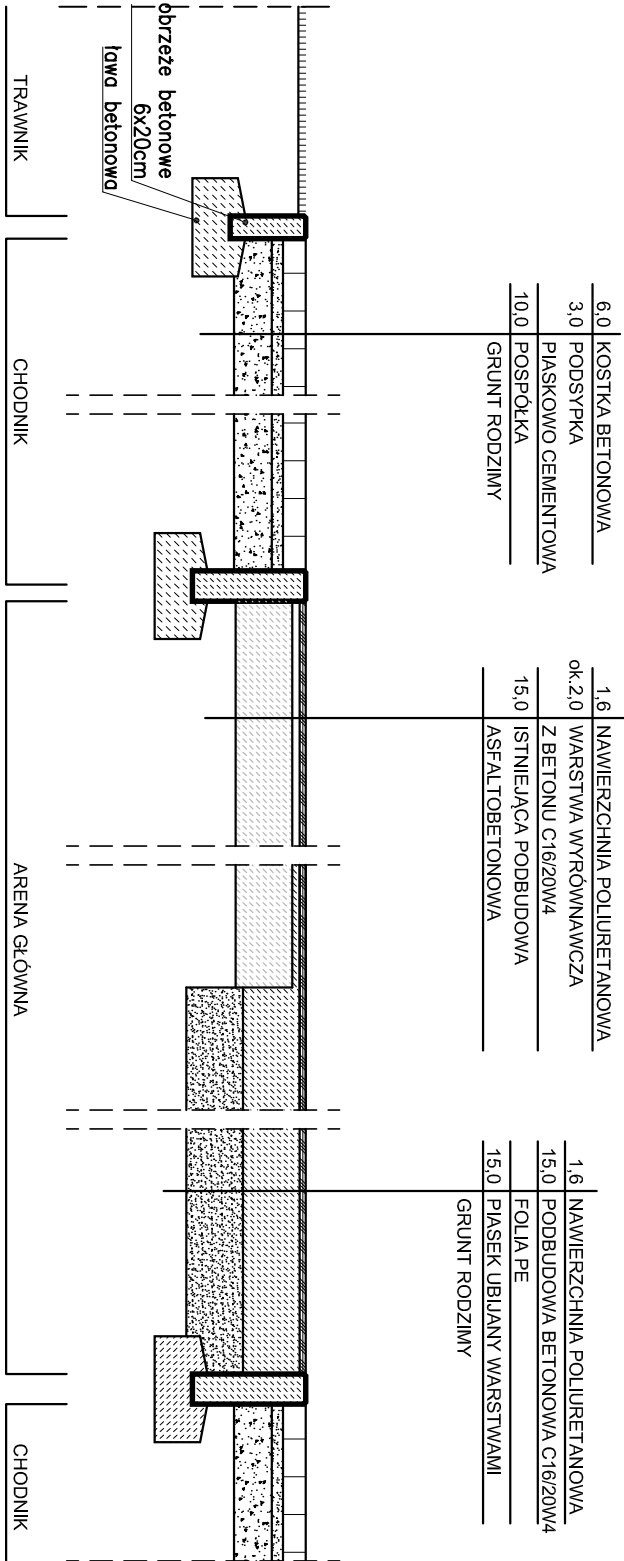 6,0 KOSTKA BETONOWA
3,0 PODSYPKA
PIASKOWO CEMENTOWA
10,0 POSPÓŁKA
GRUNT RODZIMY
1,6 NAWIERZCHNIA POLIURETANOWA
ok.2,0 WARSTWA WYRÓWNAWCZA
Z BETONU C16/20W4
15,0 ISTNIEJĄCA PODBUDOWA
ASFALTOBETONOWA
1,6 NAWIERZCHNIA POLIURETANOWA
15,0 PODBUDOWA BETONOWA C16/20W4
FOLIA PE
15,0 PIASEK UBIJANY WARSTWAMI
GRUNT RODZIMY
obrzeże betonowe
6x20cm
ława betonowa
TRAWNIK
CHODNIK
ARENA GŁÓWNA
CHODNIK